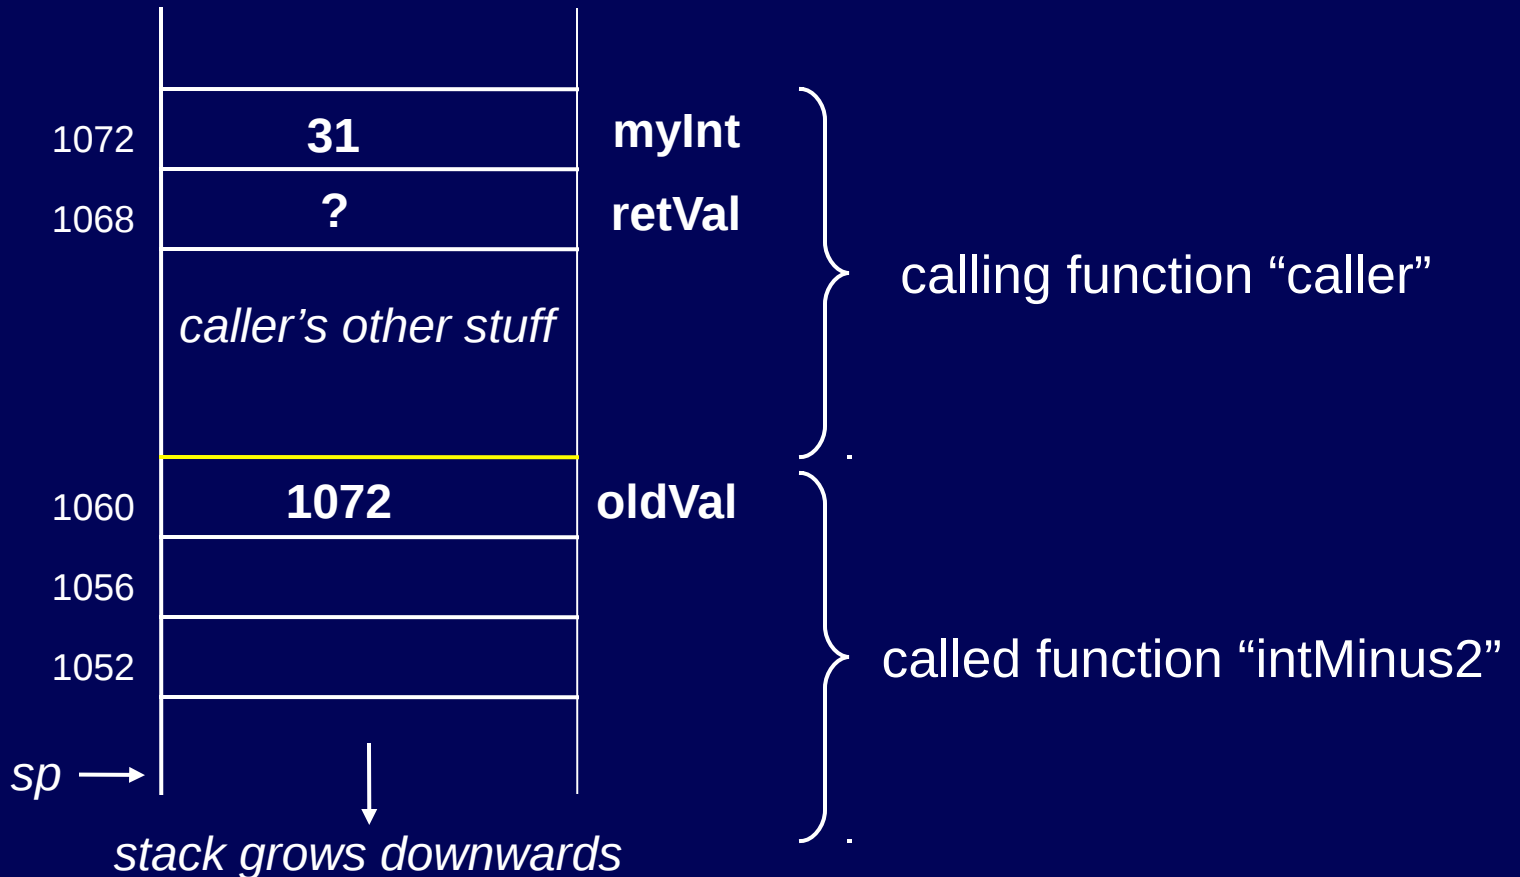 1072 31 myInt
1068 ? retVal
calling function “caller”
caller’s other stuff
1060 1072 oldVal
1056
1052
called function “intMinus2”
sp
stack grows downwards